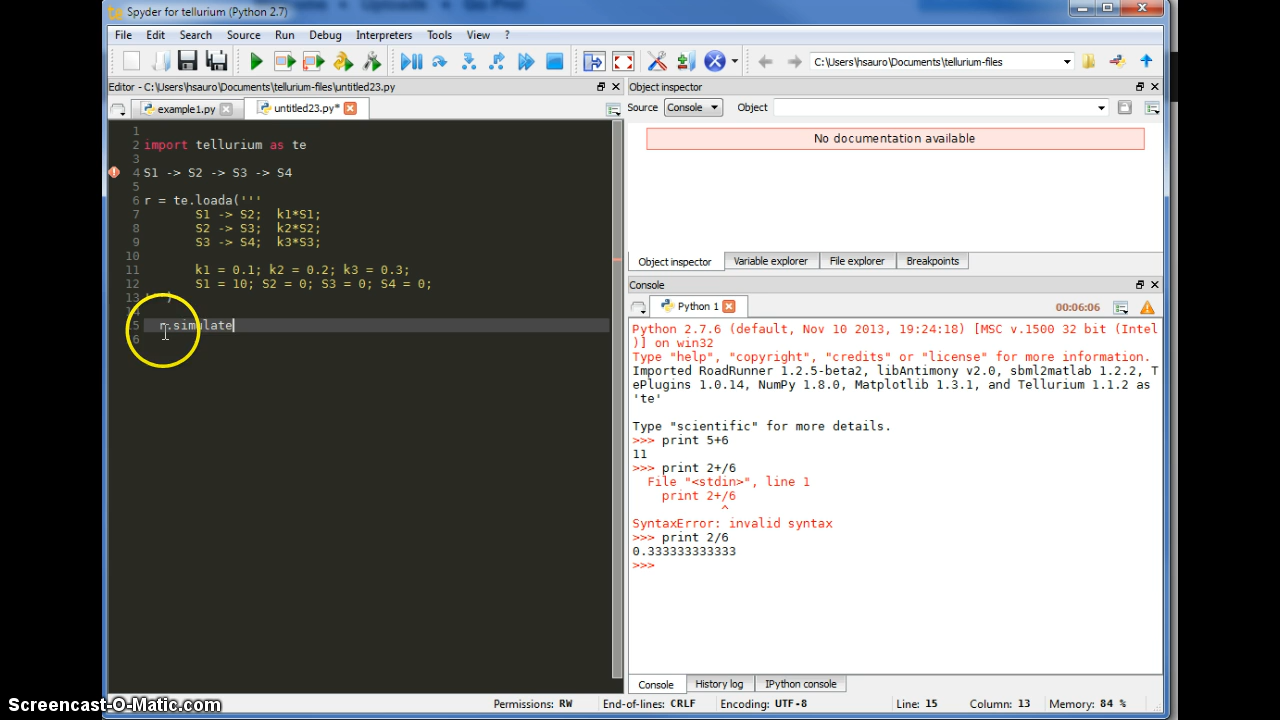 Spyder for tellurium (Python 2.7)
File Edit Search Source Run Debug Interpreters Tools View ?
C:\Users\hsauro\Documents\tellurium-files
Editor - C:\Users\hsauro\Documents\tellurium-files\untitled23.py
example1.py
untitled23.py*
1
2 import tellurium as te
3
4 S1 -> S2 -> S3 -> S4
5
6 r = te.loada('''
7 S1 -> S2; k1*S1;
8 S2 -> S3; k2*S2;
9 S3 -> S4; k3*S3;
10
11 k1 = 0.1; k2 = 0.2; k3 = 0.3;
12 S1 = 10; S2 = 0; S3 = 0; S4 = 0;
13 )
5 r.simulate
6
Object inspector
Source Console Object
No documentation available
Object inspector Variable explorer File explorer Breakpoints
Console
Python 1
00:06:06
Python 2.7.6 (default, Nov 10 2013, 19:24:18) [MSC v.1500 32 bit (Intel
)] on win32
Type "help", "copyright", "credits" or "license" for more information.
Imported RoadRunner 1.2.5-beta2, libAntimony v2.0, sbml2matlab 1.2.2, T
ePlugins 1.0.14, NumPy 1.8.0, Matplotlib 1.3.1, and Tellurium 1.1.2 as
'te'
Type "scientific" for more details.
>>> print 5+6
11
>>> print 2+/6
File "<stdin>", line 1
print 2+/6
^
SyntaxError: invalid syntax
>>> print 2/6
0.333333333333
>>>
Console History log IPython console
Permissions: RW End-of-lines: CRLF Encoding: UTF-8 Line: 15 Column: 13 Memory: 84 %
Screencast-O-Matic.com